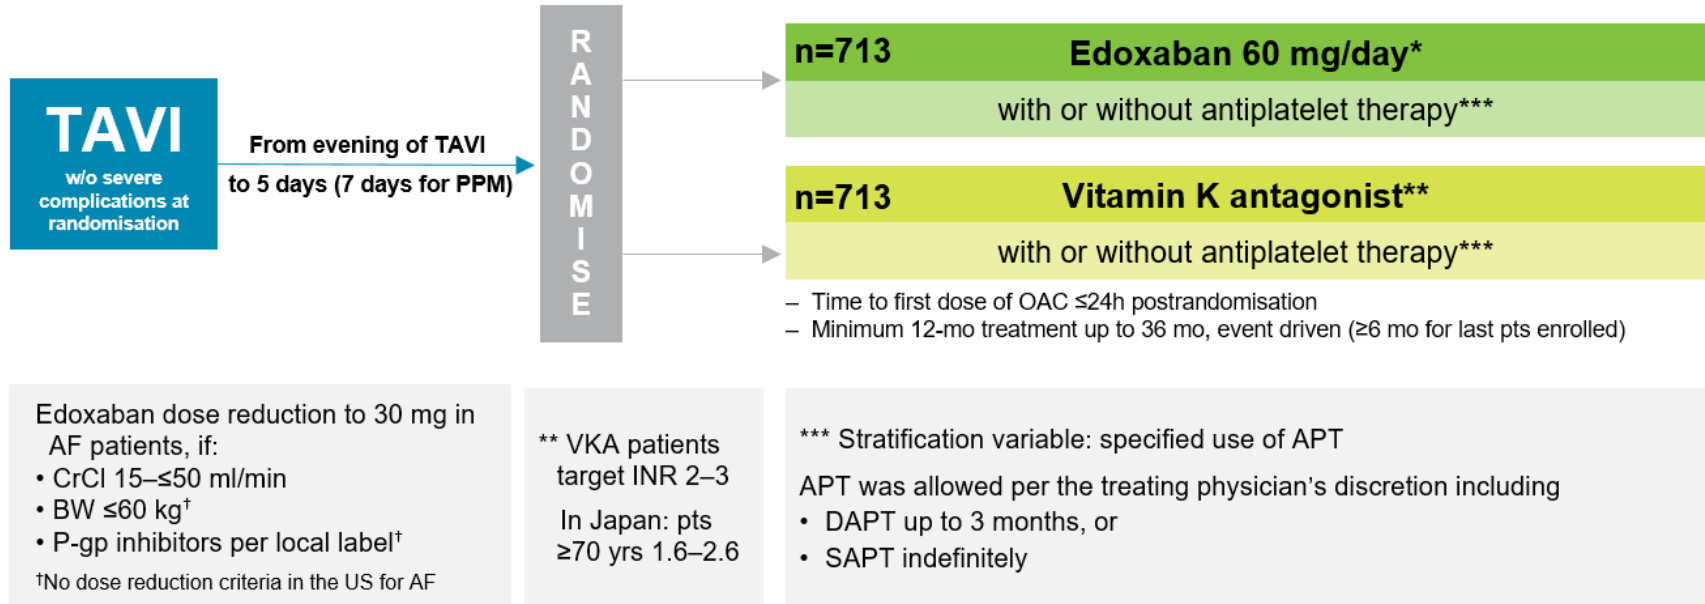 TAVI
w/o severe
complications at
randomisation
From evening of TAVI
to 5 days (7 days for PPM)
RANDOMISE
n=713 Edoxaban 60 mg/day*
with or without antiplatelet therapy***
n=713 Vitamin K antagonist**
with or without antiplatelet therapy***
– Time to first dose of OAC ≤24h postrandomisation
– Minimum 12-mo treatment up to 36 mo, event driven (≥6 mo for last pts enrolled)
Edoxaban dose reduction to 30 mg in
AF patients, if:
• CrCl 15–≤50 ml/min
• BW ≤60 kg†
• P-gp inhibitors per local label†
†No dose reduction criteria in the US for AF
** VKA patients
target INR 2–3
In Japan: pts
≥70 yrs 1.6–2.6
*** Stratification variable: specified use of APT
APT was allowed per the treating physician’s discretion including
• DAPT up to 3 months, or
• SAPT indefinitely